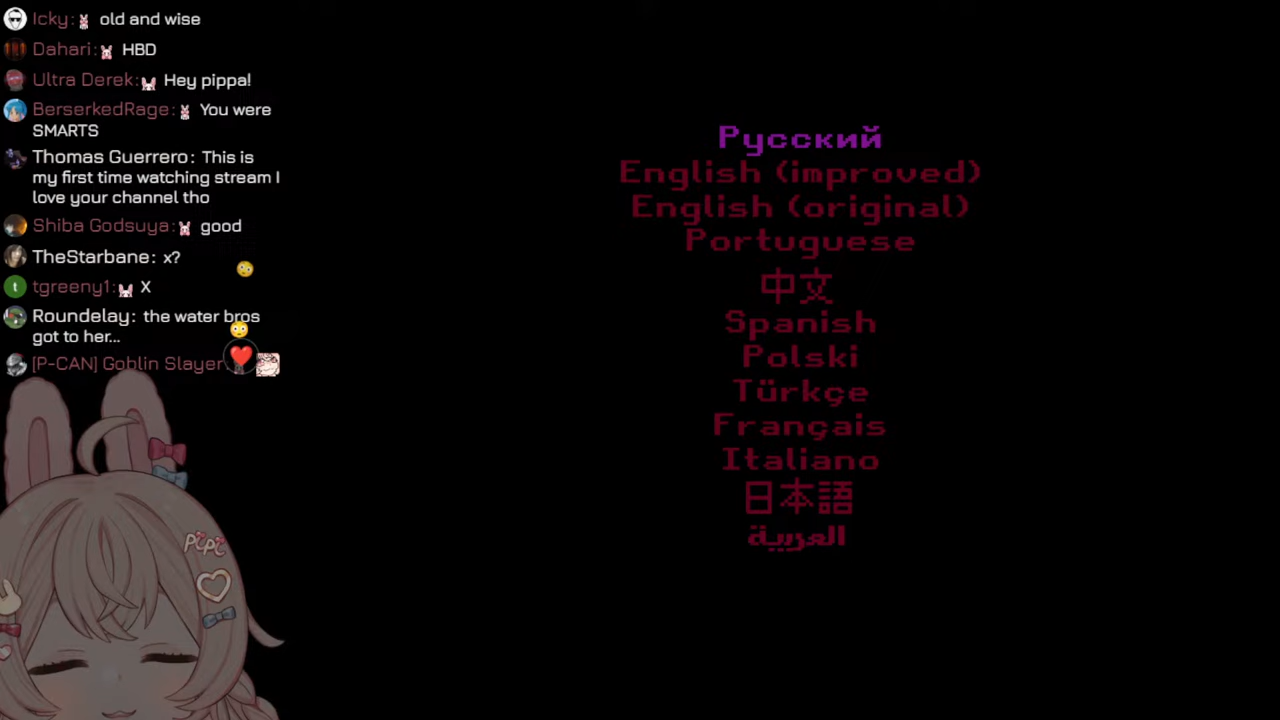 Icky: old and wise
Dahari: HBD
Ultra Derek: Hey pippa!
BerserkedRage: You were
SMARTS
Thomas Guerrero: This is
my first time watching stream I
love your channel tho
Shiba Godsuya: good
TheStarbane: x?
t
tgreeny1: X
Roundelay: the water bros
got to her...
[P-CAN] Goblin Slayer:
PiPi
Русский
English (improved)
English (original)
Portuguese
中文
Spanish
Polski
Türkçe
Français
Italiano
日本語
العربية